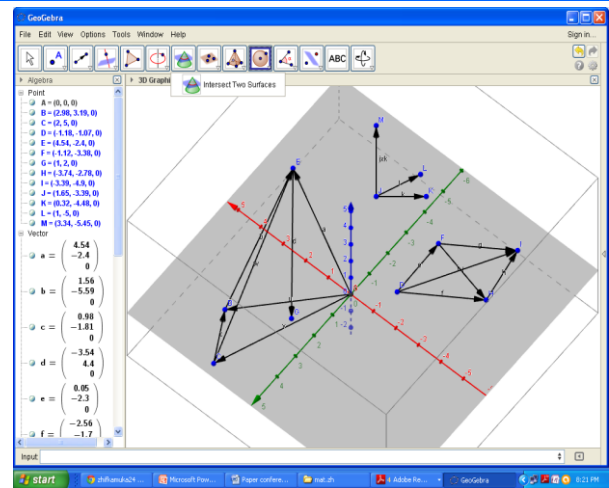 GeoGebra
File Edit View Options Tools Window Help
Sign in...
ABC
Algebra
3D Graphi
Intersect Two Surfaces
Point
A = (0, 0, 0)
B = (2.98, 3.19, 0)
C = (2, 5, 0)
D = (-1.18, -1.07, 0)
E = (4.54, -2.4, 0)
F = (-1.12, -3.38, 0)
G = (1, 2, 0)
H = (-3.74, -2.78, 0)
I = (-3.39, -4.9, 0)
J = (1.65, -3.39, 0)
K = (0.32, -4.48, 0)
L = (1, -5, 0)
M = (3.34, -5.45, 0)
Vector
a = ( 4.54
-2.4
0 )
b = ( 1.56
-5.59
0 )
c = ( 0.98
-1.81
0 )
d = ( -3.54
4.4
0 )
e = ( 0.05
-2.3
0 )
f = ( -2.56
-1.7
Input:
start
zhifkamuka24 ...
Microsoft Pow...
Paper confere...
mat.zh
4 Adobe Re...
GeoGebra
8:21 PM